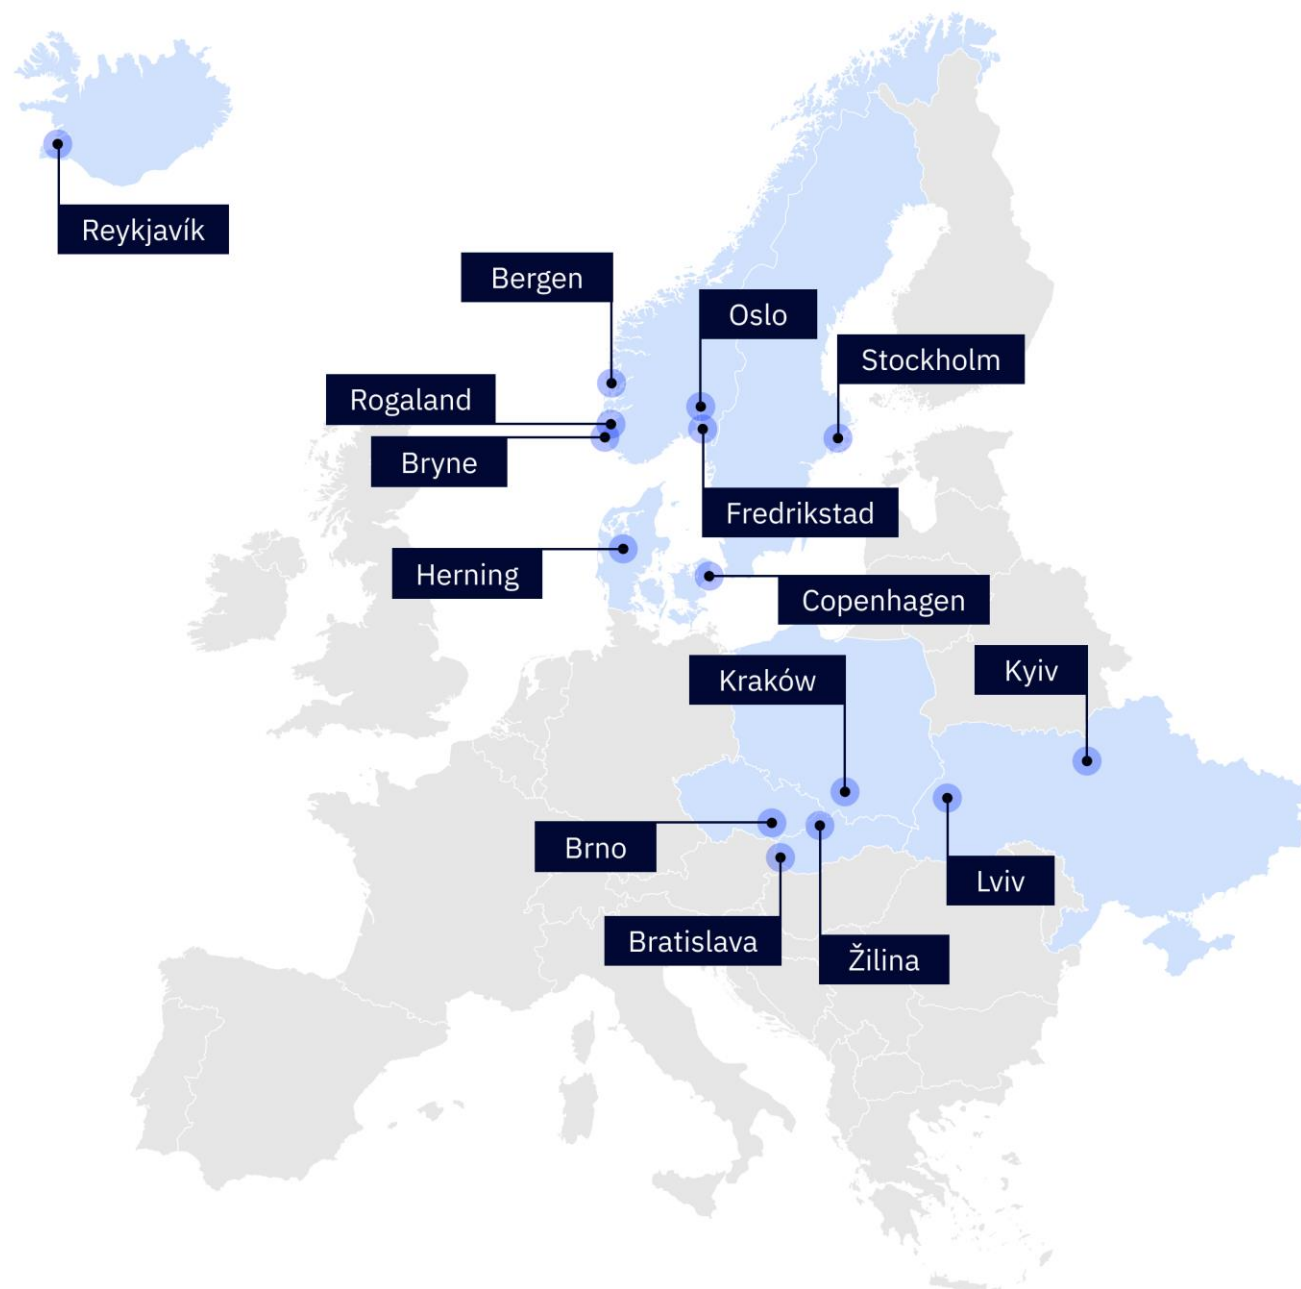 Reykjavík
Bergen
Oslo
Stockholm
Rogaland
Bryne
Fredrikstad
Herning
Copenhagen
Kraków
Kyiv
Brno
Lviv
Bratislava
Žilina